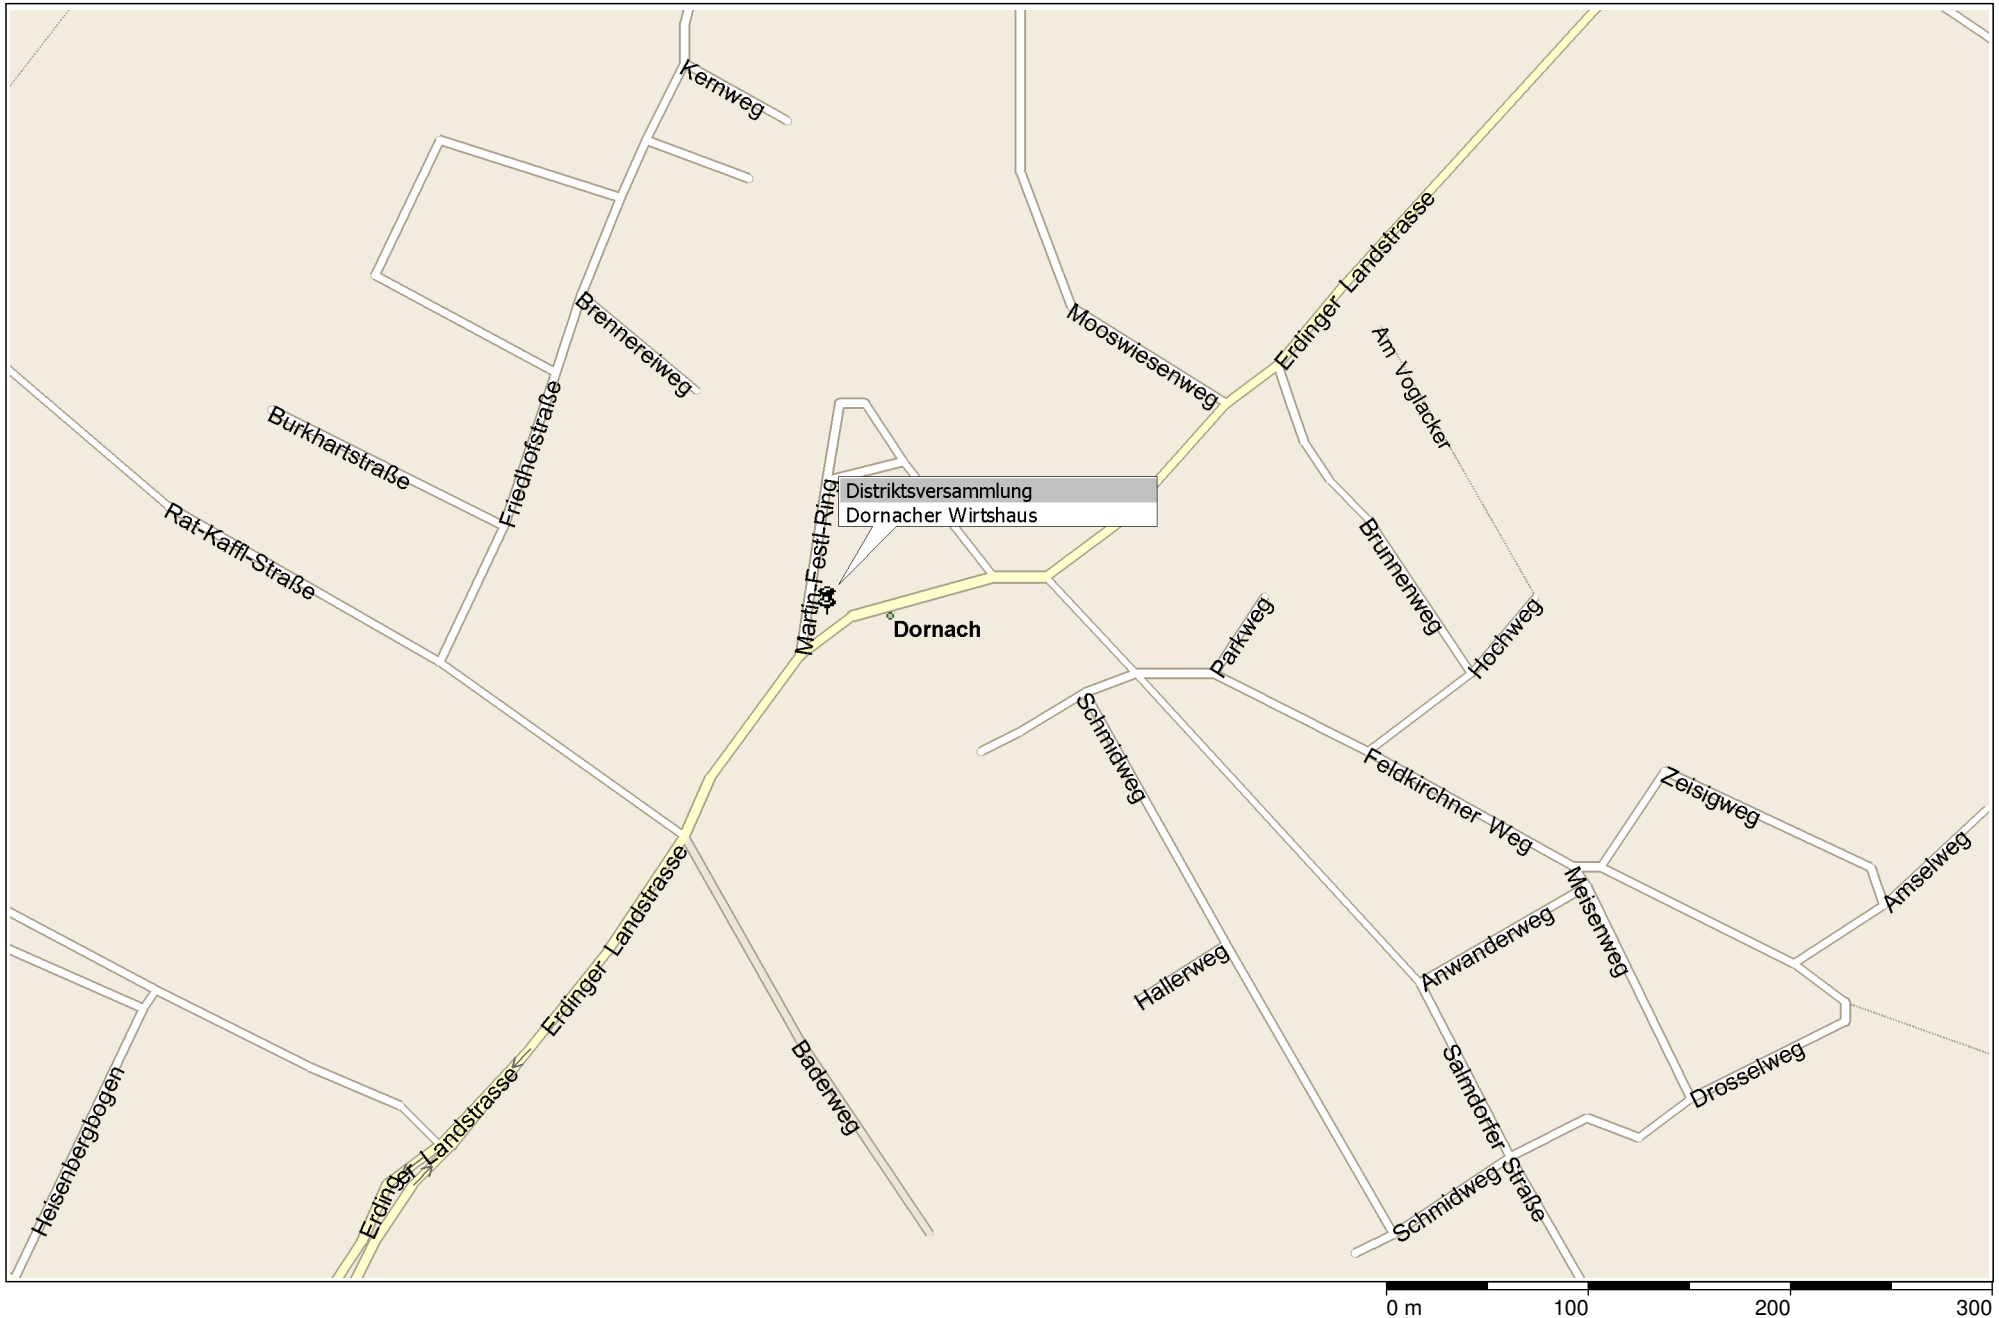 Kernweg
Erdinger Landstrasse
Brennereiweg
Mooswiesenweg
Am Voglacker
Friedhofstraße
Burkhartstraße
Rat-Kaffl-Straße
Martin-Festl-Ring
Distriktsversammlung
Dornacher Wirtshaus
Brunnenweg
Dornach
Parkweg
Hochweg
Schmidweg
Feldkirchner Weg
Zeisigweg
Amselweg
Erdinger Landstrasse
Meisenweg
Anwanderweg
Hallerweg
Baderweg
Salmdorfer Straße
Drosselweg
Heisenbergbogen
Erdinger Landstrasse
Schmidweg
0 m 100 200 300